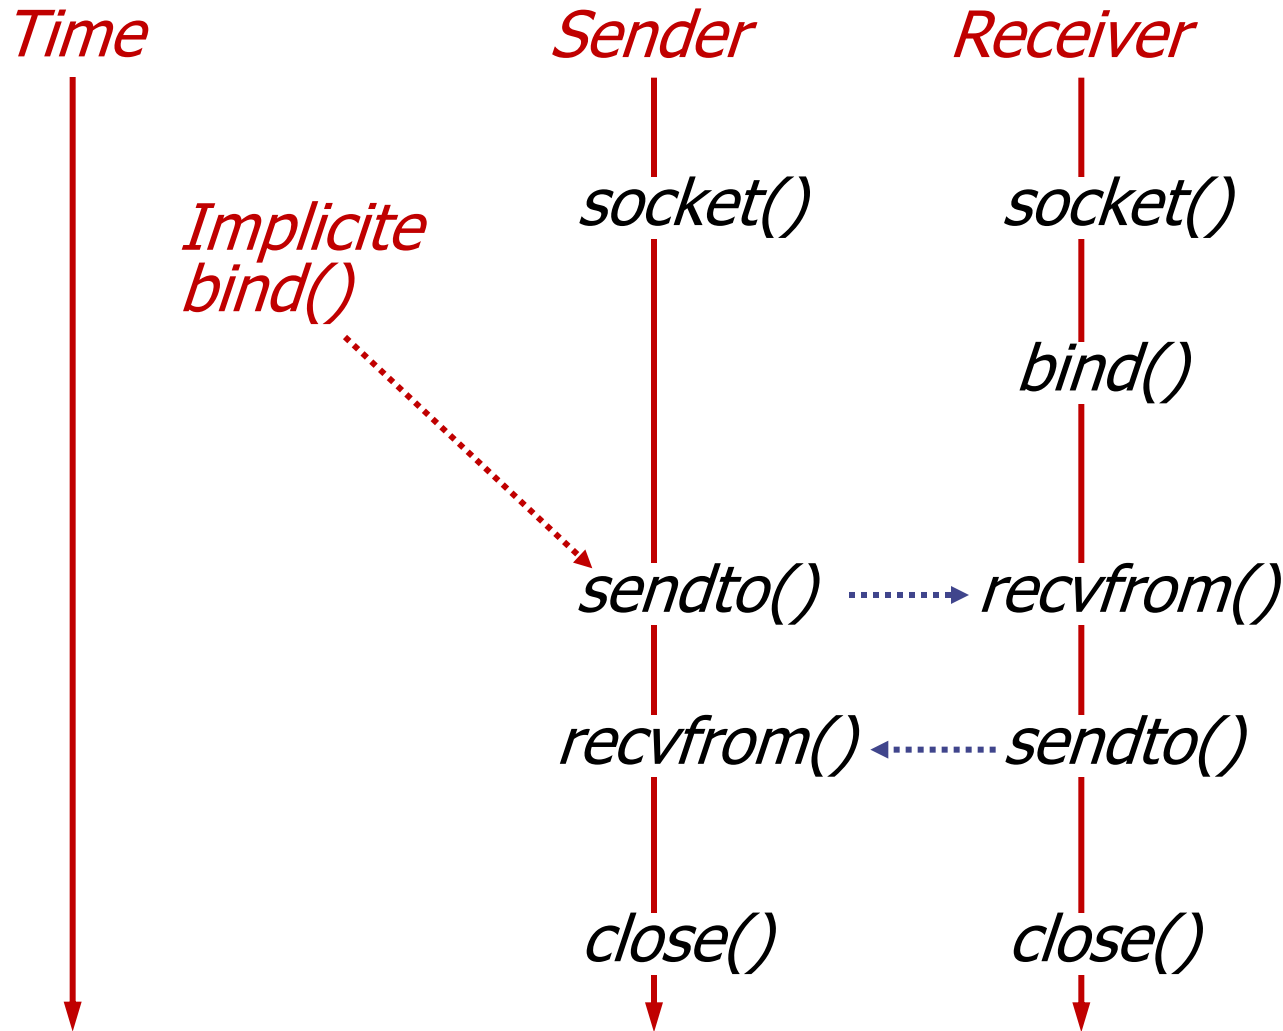 Time Sender Receiver
socket() socket()
Implicite
bind()
bind()
sendto() recvfrom()
recvfrom() sendto()
close() close()